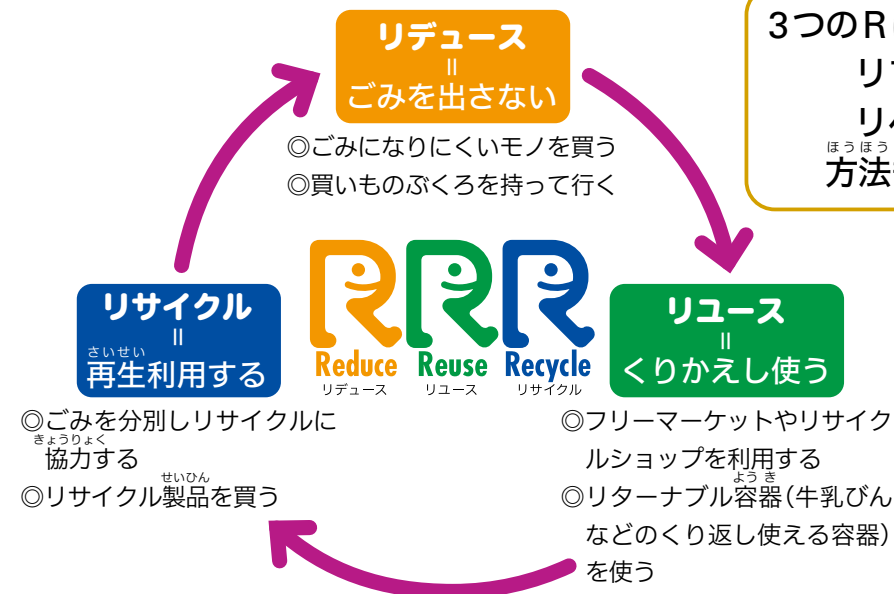 リデュース
=
ごみを出さない
◎ごみになりにくいモノを買う
◎買いものぶくろを持って行く
3つのR
リ
リ
ほうほう
方法
リサイクル
=
さいせい
再生利用する
◎ごみを分別しリサイクルに
きょうりょく
協力する
せいひん
◎リサイクル製品を買う
RRR
Reduce Reuse Recycle
リデュース リユース リサイクル
リユース
=
くりかえし使う
◎フリーマーケットやリサイク
ルショップを利用する
ようき
◎リターナブル容器(牛乳びん
などのくり返し使える容器)
を使う